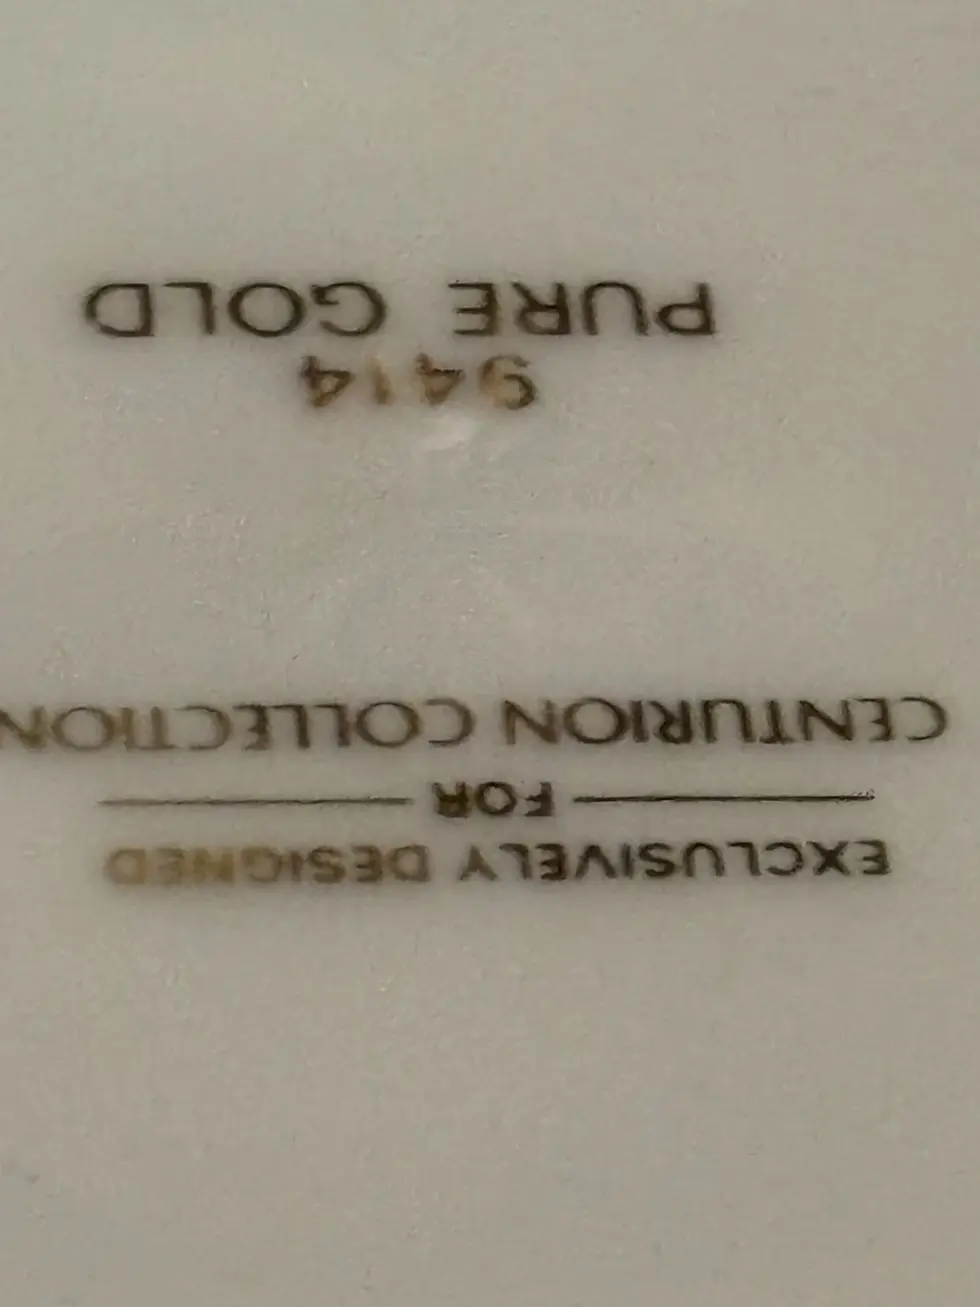 EXCLUSIVELY DESIGNED
FOR
CENTURION COLLECTION
9414
PURE GOLD